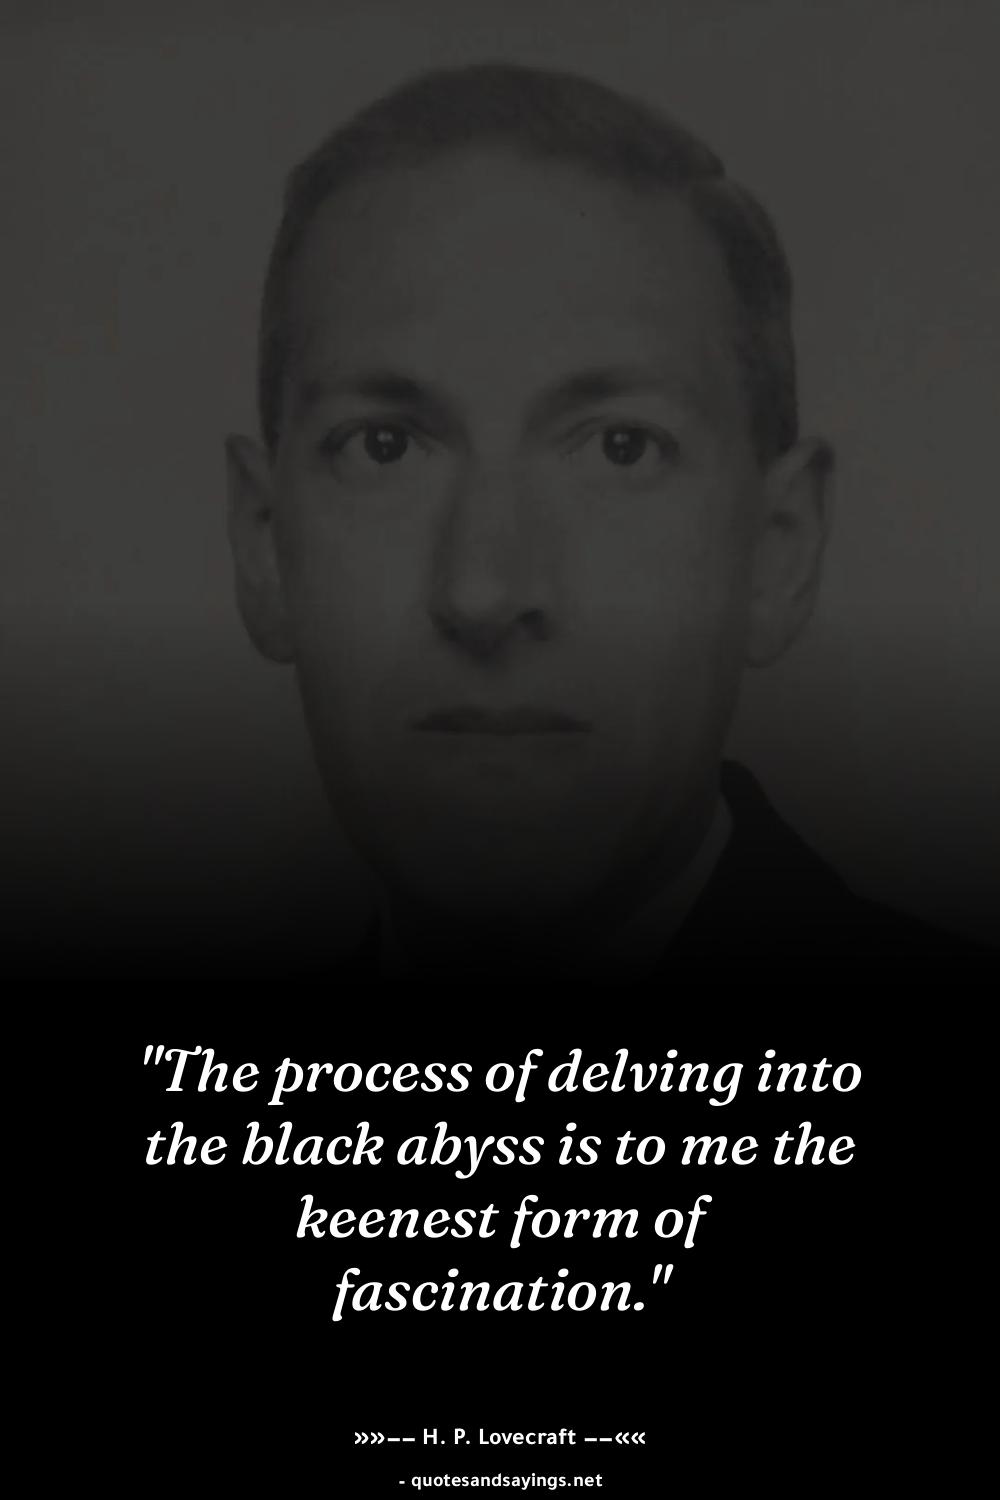 "The process of delving into
the black abyss is to me the
keenest form of
fascination."
»»–– H. P. Lovecraft ––««
- quotesandsayings.net